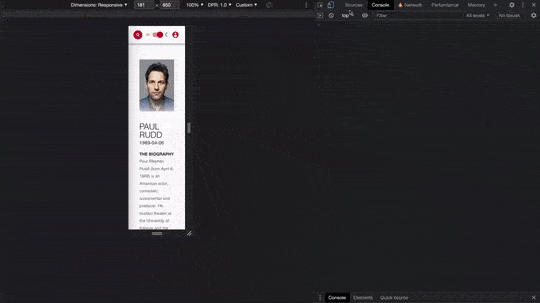 Dimensions: Responsive ▼ 181 × 650 100% ▼ DPR: 1.0 ▼ Custom ▼
Sources Console Network Performance Memory »
top Filter All levels ▼ No Issues
PAUL
RUDD
1969-04-06
THE BIOGRAPHY
Paul Stephen
Rudd (born April 6,
1969) is an
American actor,
comedian,
screenwriter and
producer. He
studied theater at
the University of
Kansas and the
Console Elements Quick source